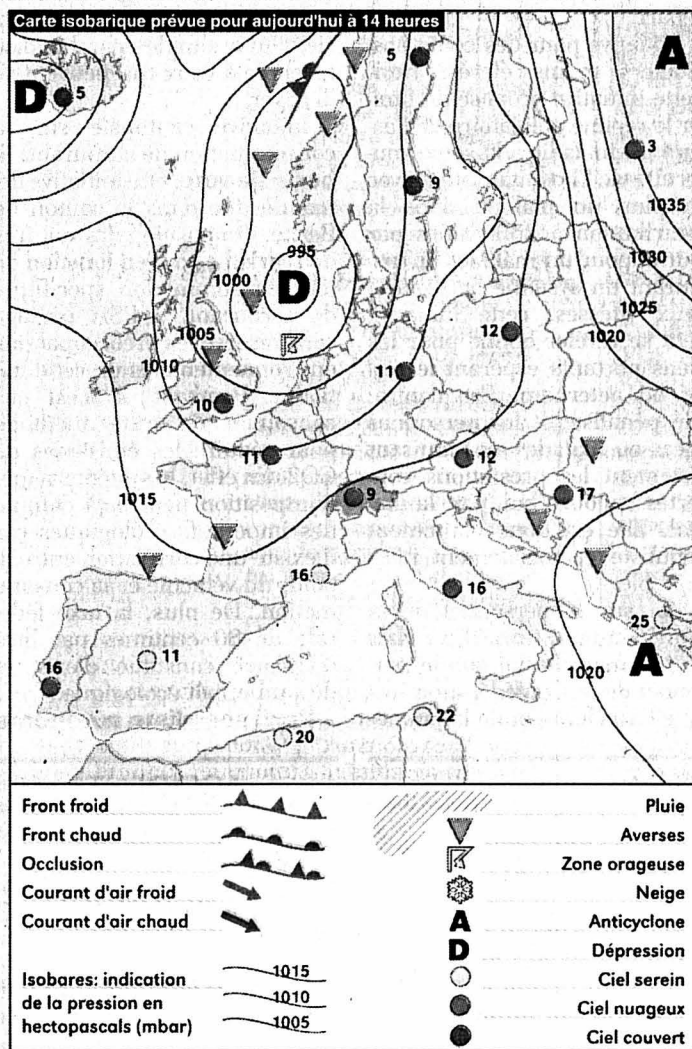 Carte isobarique prévue pour aujourd'hui à 14 heures
5
A
D
5
3
1035
9
995
1030
1000
D
1025
12
1020
1005
1010
11
10
11
12
1015
9
17
16
16
25
11
A
16
1020
22
20
Front froid
Front chaud
Occlusion
Courant d'air froid
Courant d'air chaud
Isobares: indication
de la pression en
hectopascals (mbar)
1015
1010
1005
Pluie
Averses
Zone orageuse
Neige
A Anticyclone
D Dépression
Ciel serein
Ciel nuageux
Ciel couvert